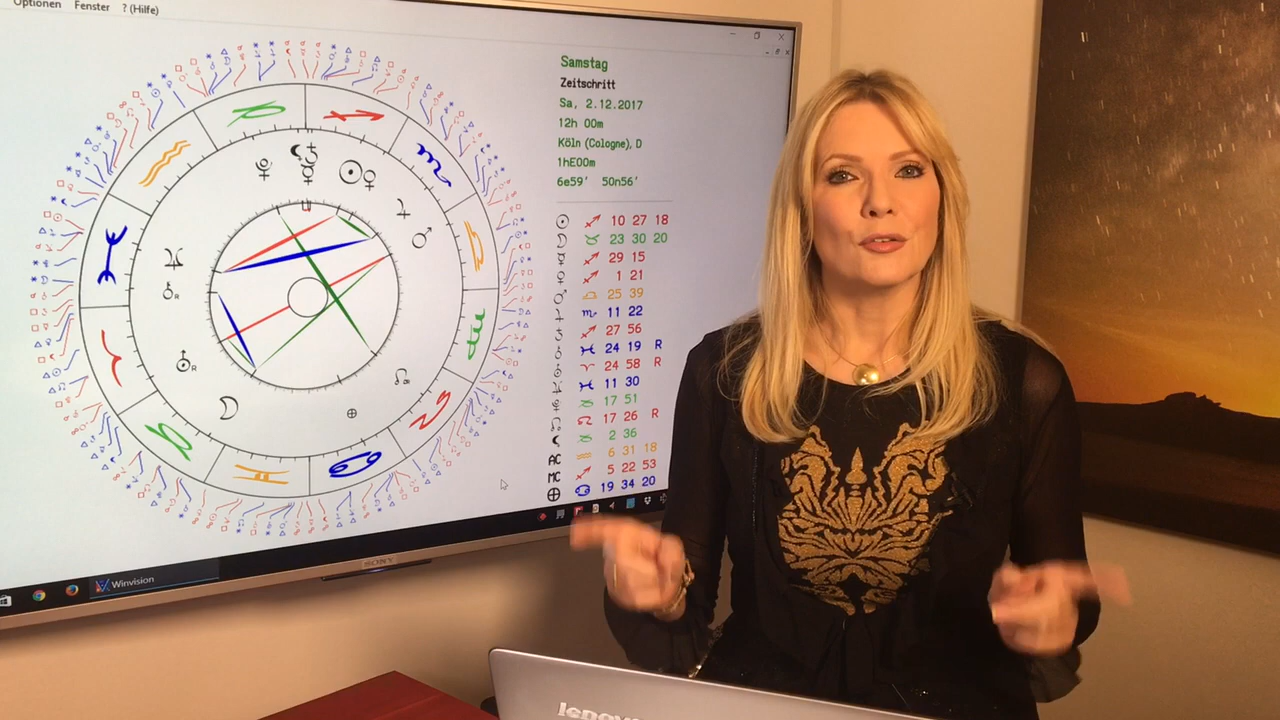 Optionen Fenster ? (Hilfe)
Samstag
Zeitschritt
Sa, 2.12.2017
12h 00m
Köln (Cologne), D
1hE00m
6e59' 50n56'
10 27 18
23 30 20
29 15
1 21
25 39
11 22
27 56
24 19 R
24 58 R
11 30
17 51
17 26 R
2 36
AC 6 31 18
MC 5 22 53
19 34 20
R
R
SONY
Winvision
lenovo